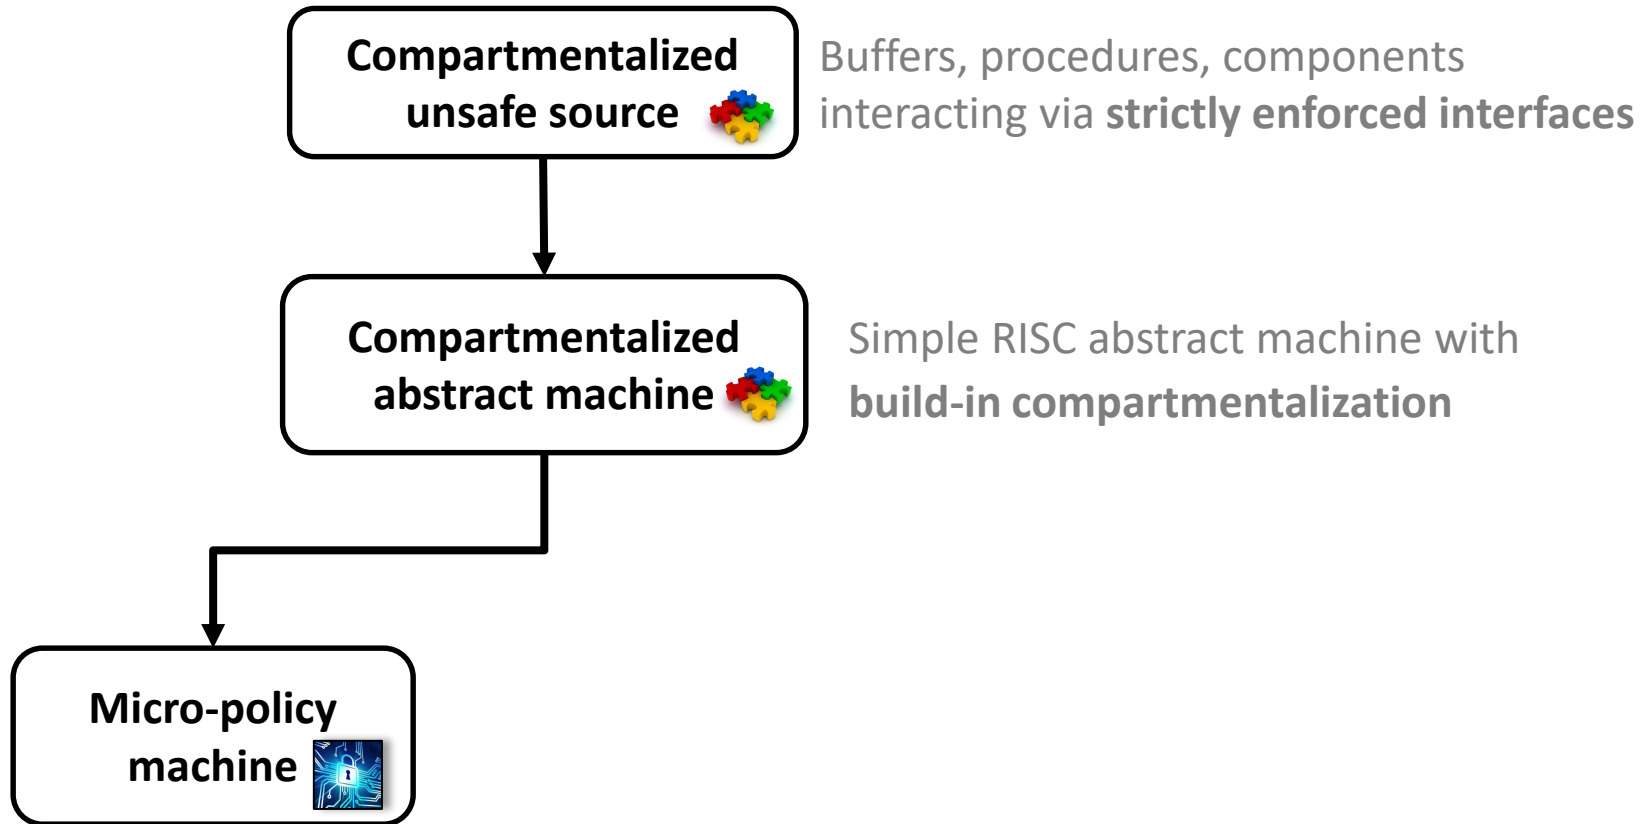 Compartmentalized
unsafe source
Buffers, procedures, components
interacting via strictly enforced interfaces
Compartmentalized
abstract machine
Simple RISC abstract machine with
build-in compartmentalization
Micro-policy
machine